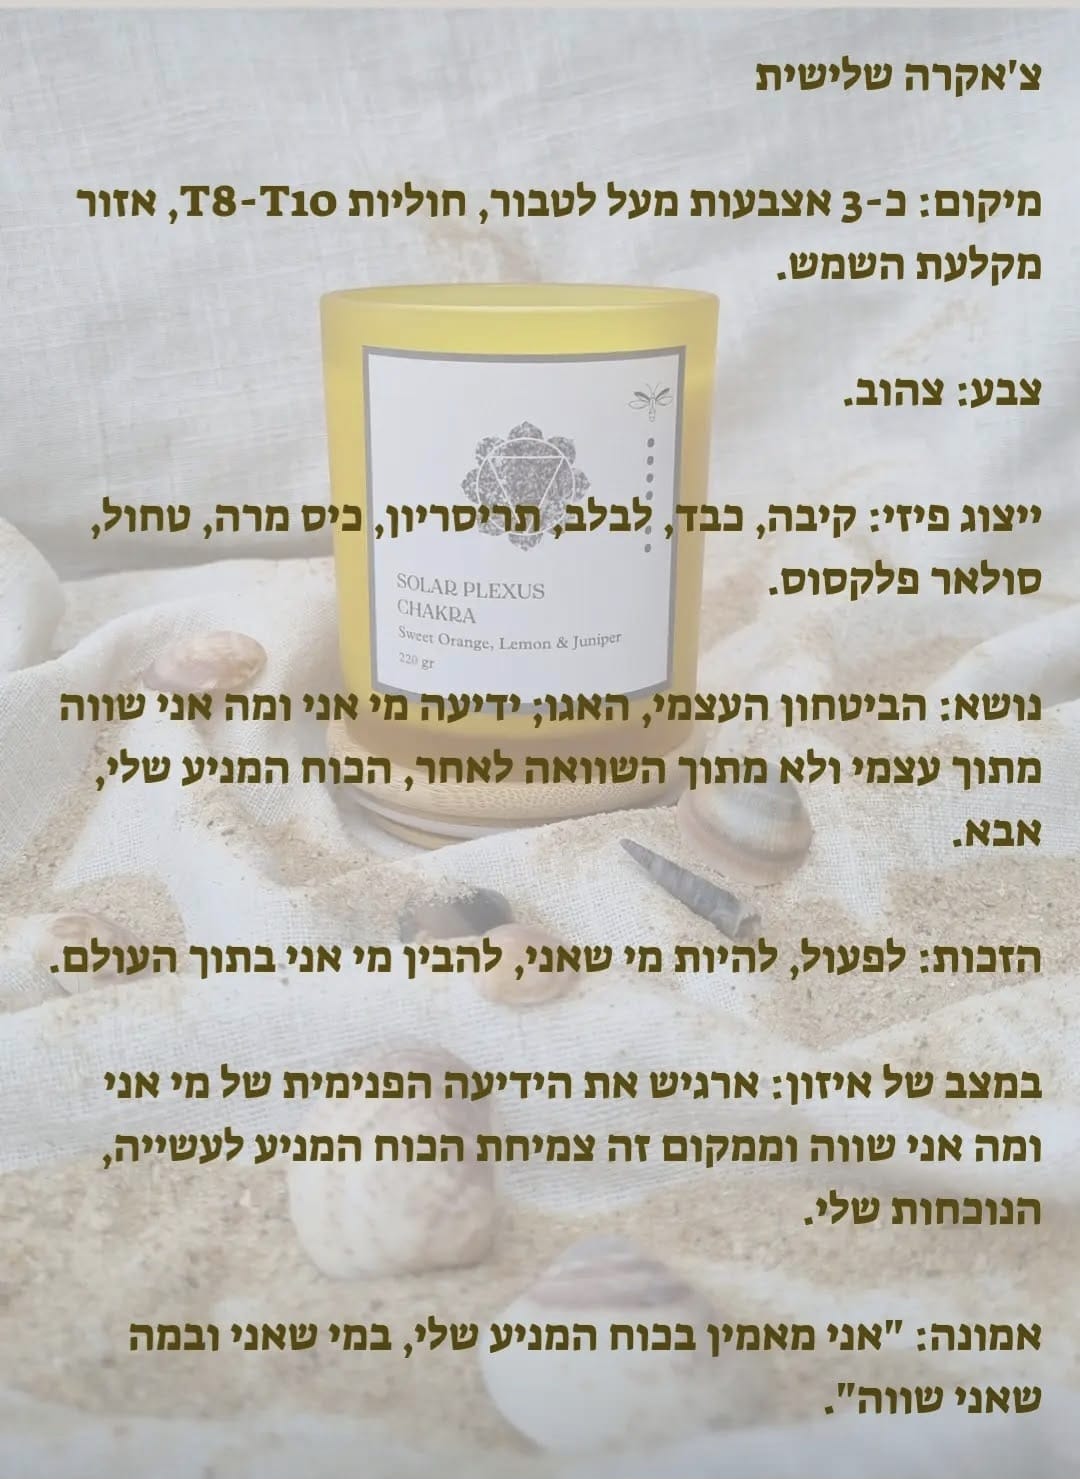 צ'אקרה שלישית
מיקום: כ-3 אצבעות מעל לטבור, חוליות T8-T10, אזור
מקלעת השמש.
צבע: צהוב.
ייצוג פיזי: קיבה, כבד, לבלב, תריסריון, כיס מרה, טחול,
סולאר פלקסוס.
SOLAR PLEXUS
CHAKRA
Sweet Orange, Lemon & Juniper
220 gr
נושא: הביטחון העצמי, האגו; ידיעה מי אני ומה אני שווה
מתוך עצמי ולא מתוך השוואה לאחר, הכוח המניע שלי,
אבא.
הזכות: לפעול, להיות מי שאני, להבין מי אני בתוך העולם.
במצב של איזון: ארגיש את הידיעה הפנימית של מי אני
ומה אני שווה וממקום זה צמיחת הכוח המניע לעשייה,
הנוכחות שלי.
אמונה: "אני מאמין בכוח המניע שלי, במי שאני ובמה
שאני שווה".